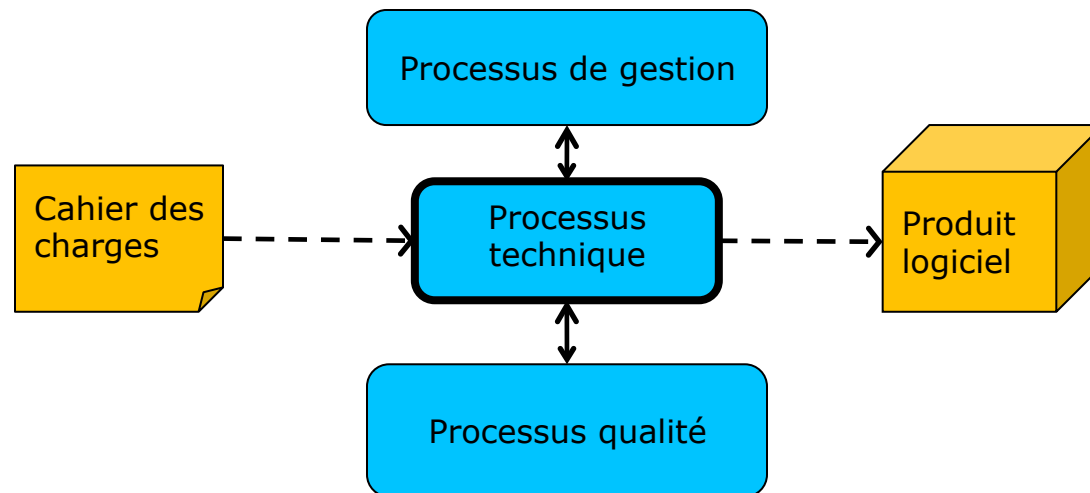 Processus de gestion
Cahier des
charges
Processus
technique
Produit
logiciel
Processus qualité